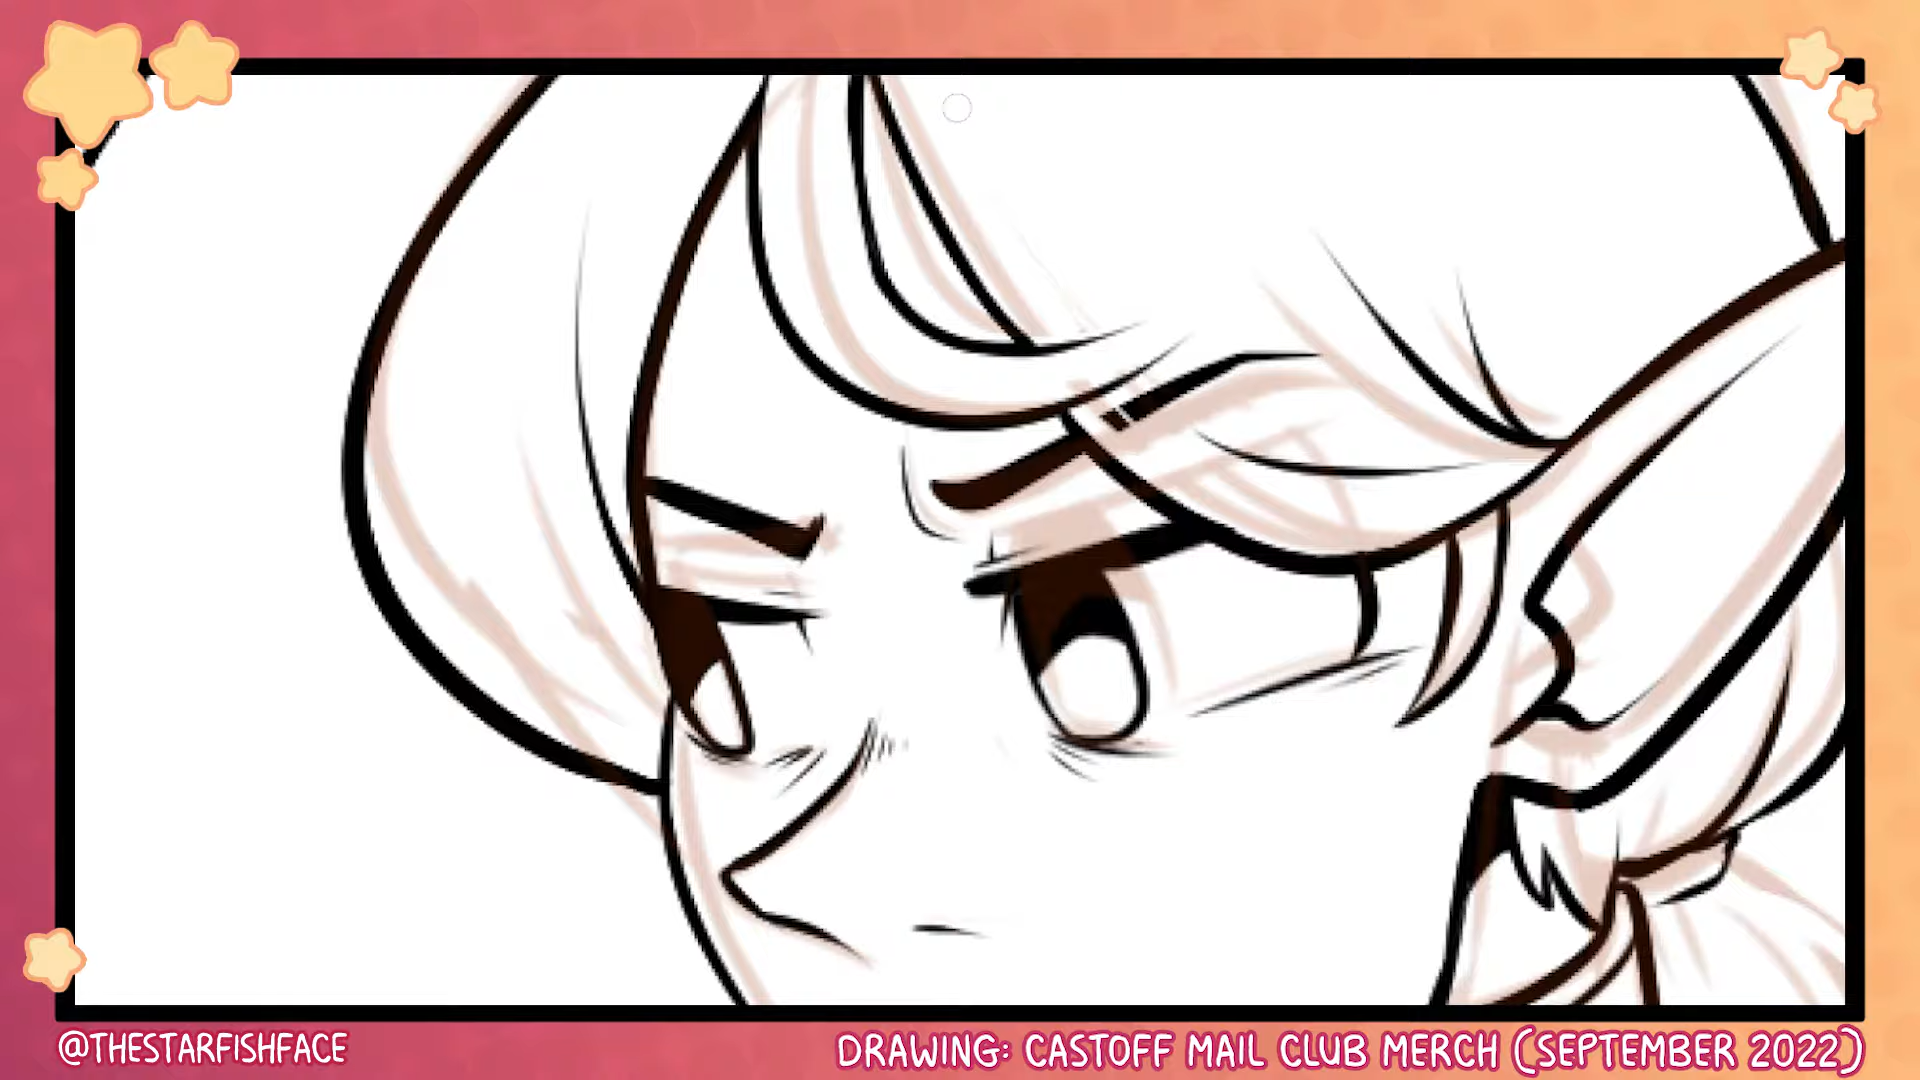 @THESTARFISHFACE
DRAWING: CASTOFF MAIL CLUB MERCH (SEPTEMBER 2022)